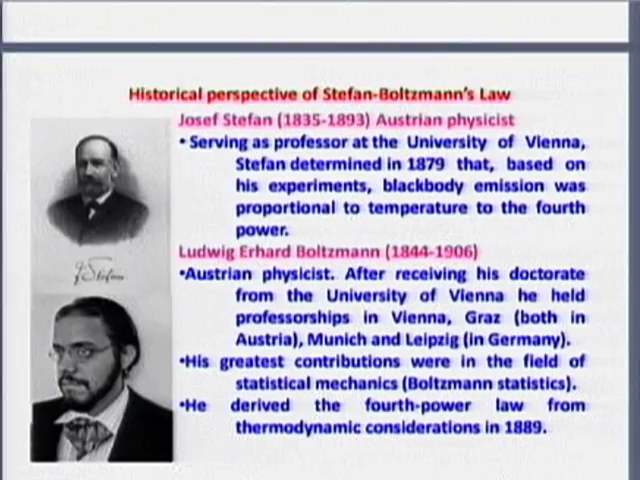 Historical perspective of Stefan-Boltzmann's Law
Josef Stefan (1835-1893) Austrian physicist
• Serving as professor at the University of Vienna,
Stefan determined in 1879 that, based on
his experiments, blackbody emission was
proportional to temperature to the fourth
power.
J. Stefan
Ludwig Erhard Boltzmann (1844-1906)
•Austrian physicist. After receiving his doctorate
from the University of Vienna he held
professorships in Vienna, Graz (both in
Austria), Munich and Leipzig (in Germany).
•His greatest contributions were in the field of
statistical mechanics (Boltzmann statistics).
•He derived the fourth-power law from
thermodynamic considerations in 1889.